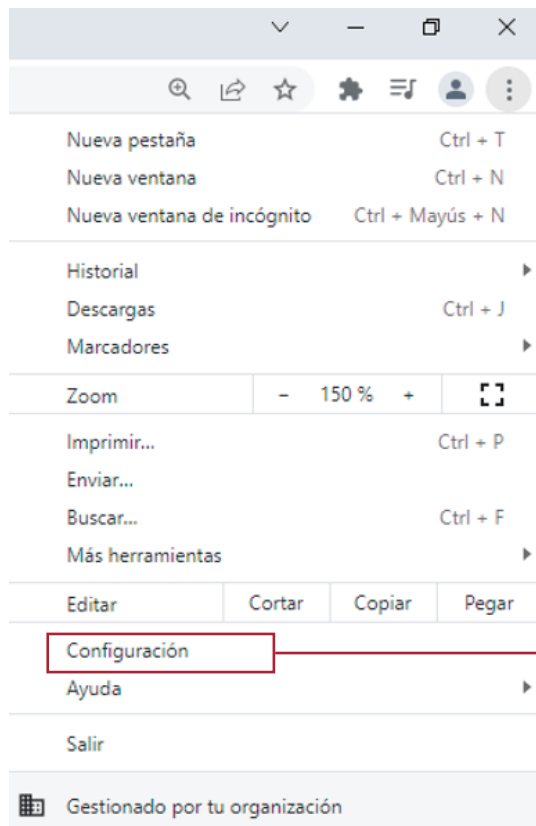 Nueva pestaña Ctrl + T
Nueva ventana Ctrl + N
Nueva ventana de incógnito Ctrl + Mayús + N
Historial
Descargas Ctrl + J
Marcadores
Zoom - 150 % +
Imprimir... Ctrl + P
Enviar...
Buscar... Ctrl + F
Más herramientas
Editar Cortar Copiar Pegar
Configuración
Ayuda
Salir
Gestionado por tu organización